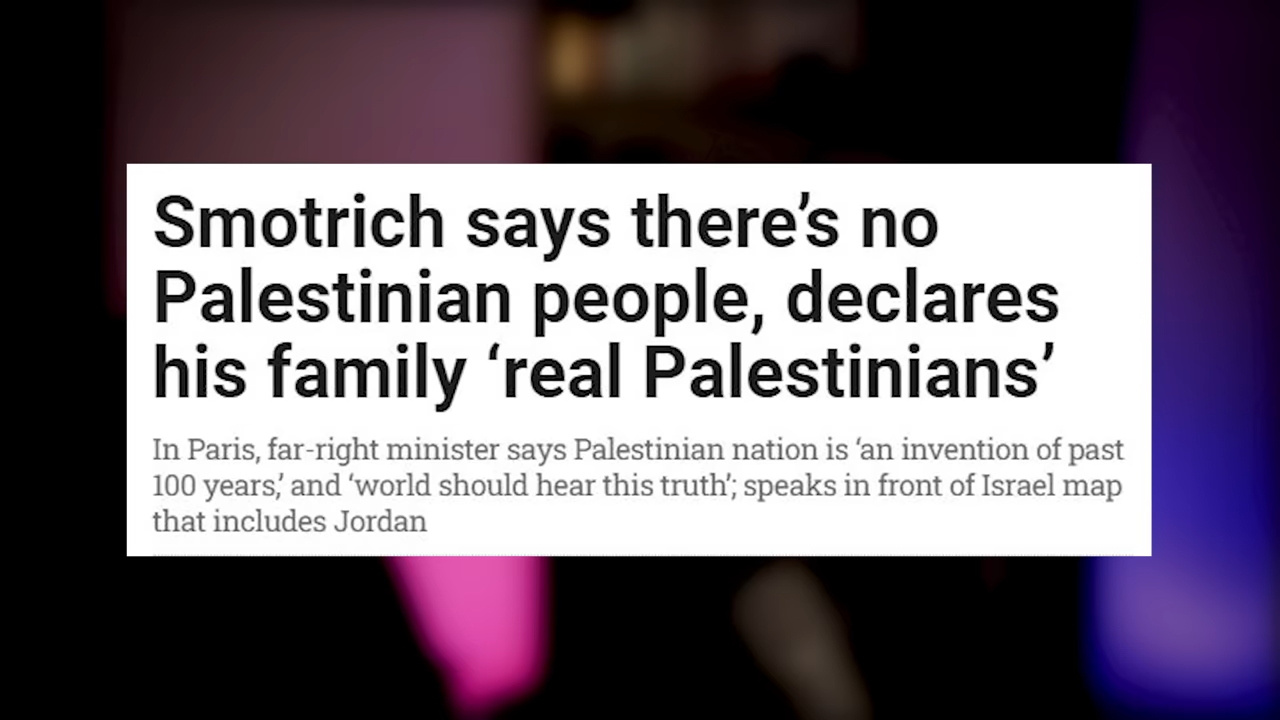 Smotrich says there’s no
Palestinian people, declares
his family ‘real Palestinians’
In Paris, far-right minister says Palestinian nation is ‘an invention of past
100 years,’ and ‘world should hear this truth’; speaks in front of Israel map
that includes Jordan